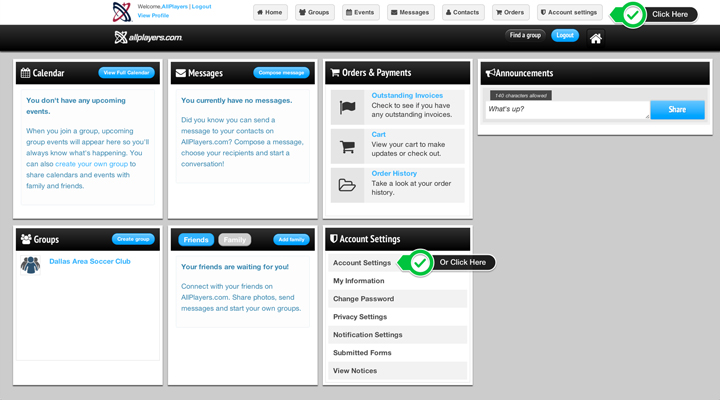 Welcome,AllPlayers | Logout
View Profile
Home
Groups
Events
Messages
Contacts
Orders
Account settings
Click Here
allplayers.com
Find a group
Logout
Calendar
View Full Calendar
You don't have any upcoming
events.
When you join a group, upcoming
group events will appear here so you'll
always know what's happening. You
can also create your own group to
share calendars and events with
family and friends.
Messages
Compose message
You currently have no messages.
Did you know you can send a
message to your contacts on
AllPlayers.com? Compose a message,
choose your recipients and start a
conversation!
Orders & Payments
Outstanding Invoices
Check to see if you have
any outstanding invoices.
Cart
View your cart to make
updates or check out.
Order History
Take a look at your order
history.
Announcements
140 characters allowed
What's up?
Share
Groups
Create group
Dallas Area Soccer Club
Friends
Family
Add family
Your friends are waiting for you!
Connect with your friends on
AllPlayers.com. Share photos, send
messages and start your own groups.
Account Settings
Account Settings
Or Click Here
My Information
Change Password
Privacy Settings
Notification Settings
Submitted Forms
View Notices